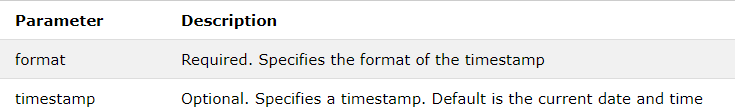 Parameter Description
format Required. Specifies the format of the timestamp
timestamp Optional. Specifies a timestamp. Default is the current date and time